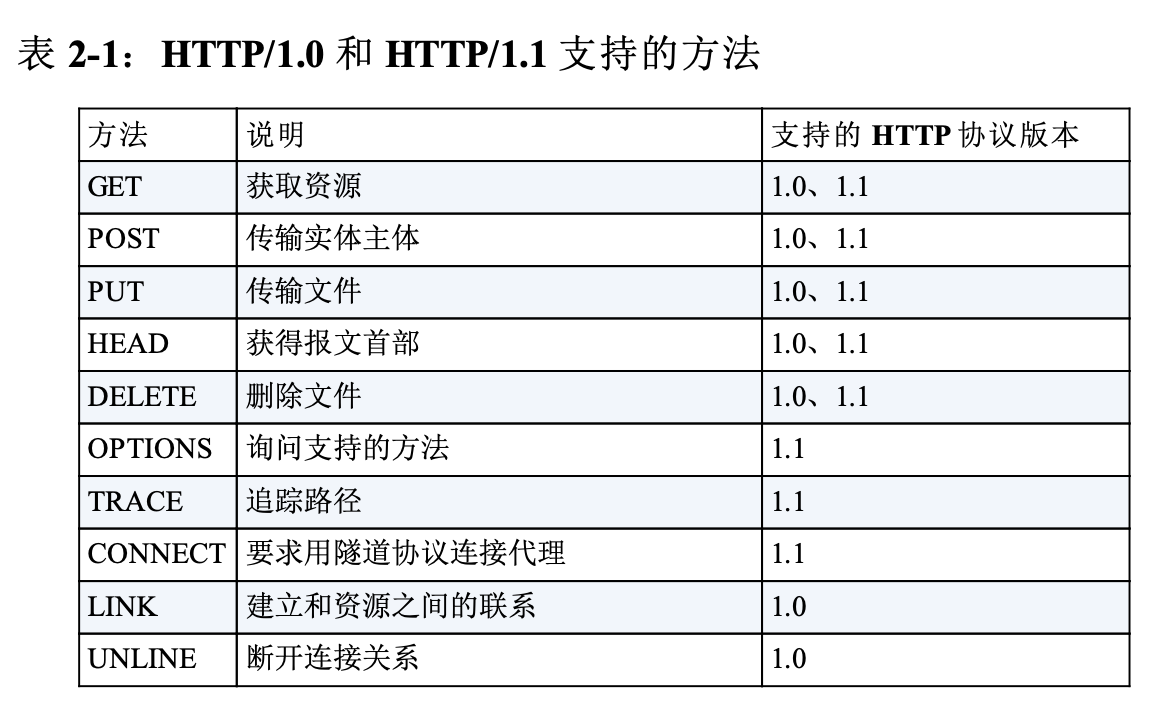 表 2-1：HTTP/1.0 和 HTTP/1.1 支持的方法
方法 说明 支持的 HTTP 协议版本
GET 获取资源 1.0、1.1
POST 传输实体主体 1.0、1.1
PUT 传输文件 1.0、1.1
HEAD 获得报文首部 1.0、1.1
DELETE 删除文件 1.0、1.1
OPTIONS 询问支持的方法 1.1
TRACE 追踪路径 1.1
CONNECT 要求用隧道协议连接代理 1.1
LINK 建立和资源之间的联系 1.0
UNLINE 断开连接关系 1.0